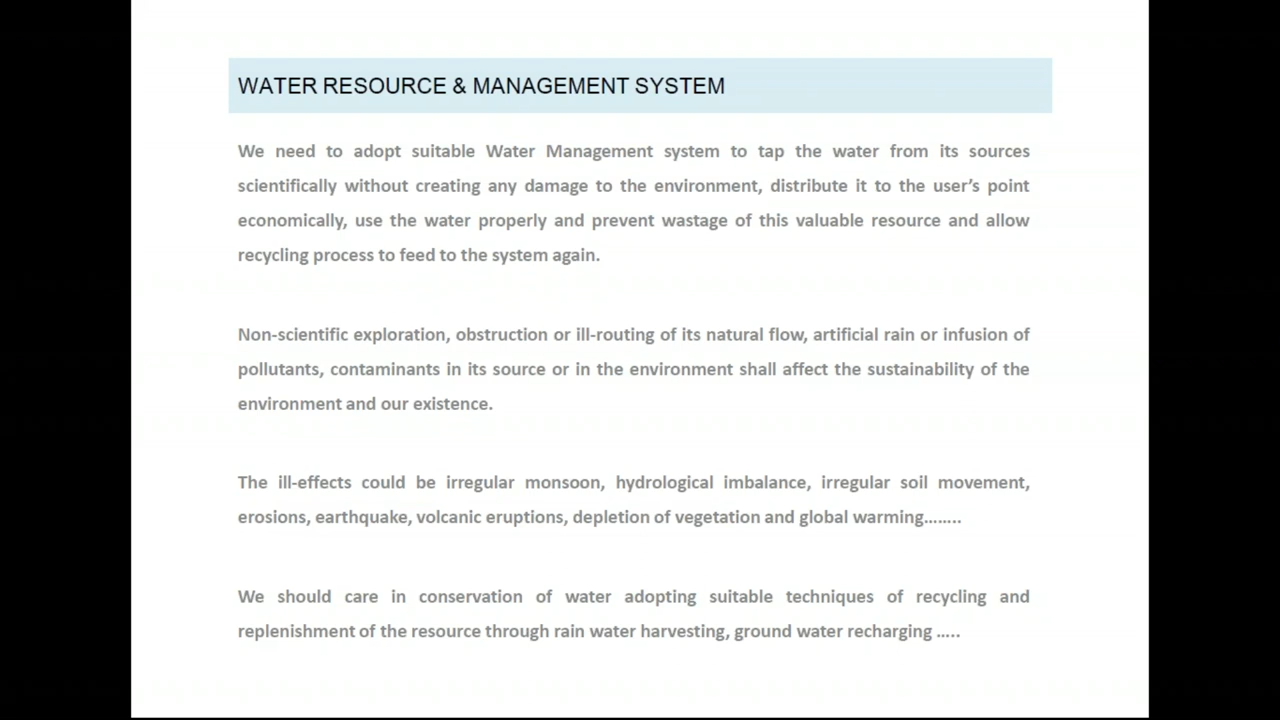 WATER RESOURCE & MANAGEMENT SYSTEM
We need to adopt suitable Water Management system to tap the water from its sources
scientifically without creating any damage to the environment, distribute it to the user’s point
economically, use the water properly and prevent wastage of this valuable resource and allow
recycling process to feed to the system again.
Non-scientific exploration, obstruction or ill-routing of its natural flow, artificial rain or infusion of
pollutants, contaminants in its source or in the environment shall affect the sustainability of the
environment and our existence.
The ill-effects could be irregular monsoon, hydrological imbalance, irregular soil movement,
erosions, earthquake, volcanic eruptions, depletion of vegetation and global warming……..
We should care in conservation of water adopting suitable techniques of recycling and
replenishment of the resource through rain water harvesting, ground water recharging …..